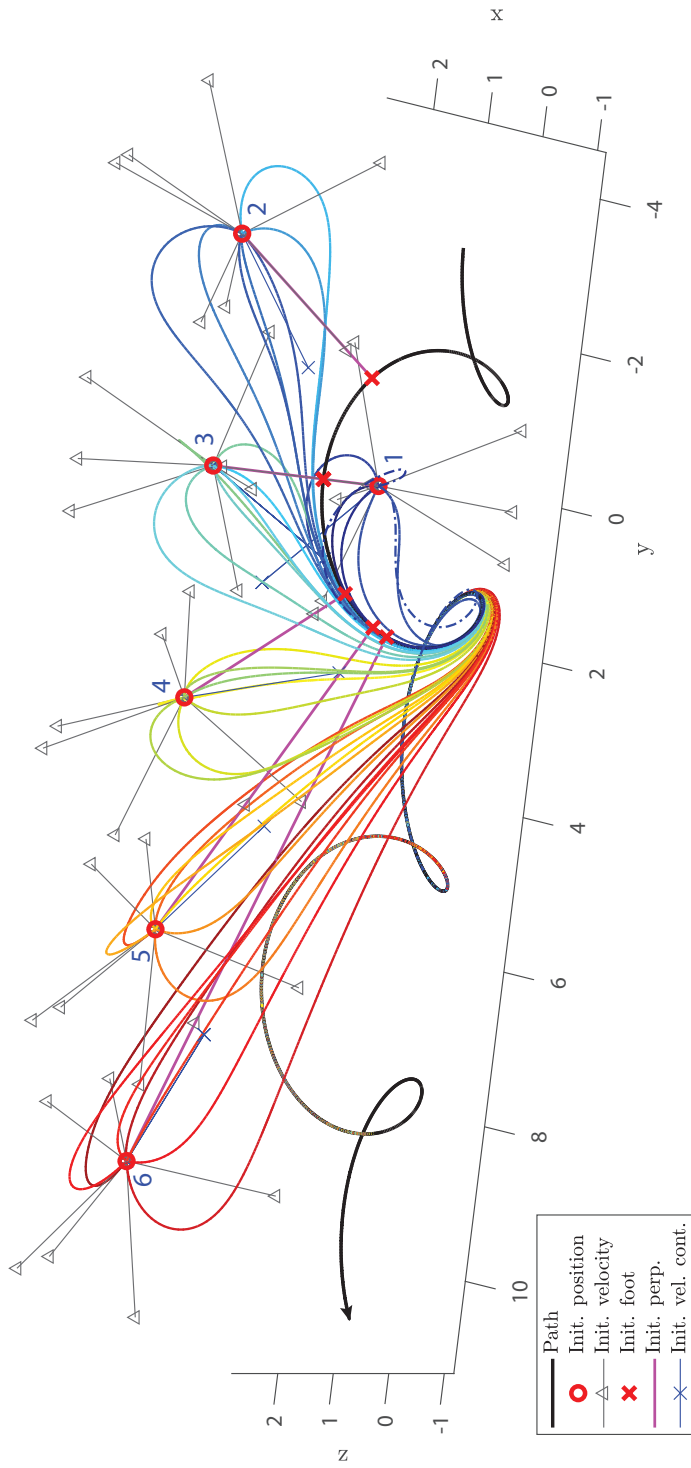 x
2
1
0
-1
-4
-2
0
2
4
6
8
10
y
2
1
0
-1
z
1
2
3
4
5
6
Path
Init. position
Init. velocity
Init. foot
Init. perp.
Init. vel. cont.